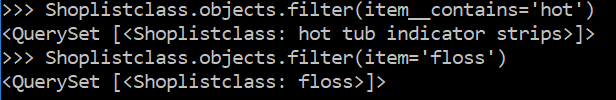 >>> Shoplistclass.objects.filter(item__contains='hot')
<QuerySet [<Shoplistclass: hot tub indicator strips>]>
>>> Shoplistclass.objects.filter(item='floss')
<QuerySet [<Shoplistclass: floss>]>